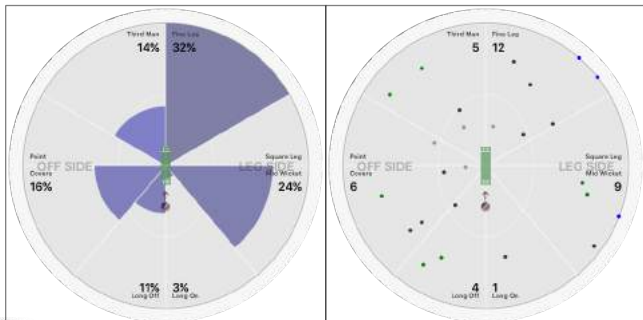 Third Man Fine Leg
14% 32%
Point
Covers
OFF SIDE
16%
Square Leg
Mid Wicket
LEG SIDE
24%
11% 3%
Long Off Long On
Third Man Fine Leg
5 12
Point
Covers
OFF SIDE
6
Square Leg
Mid Wicket
LEG SIDE
9
4 1
Long Off Long On